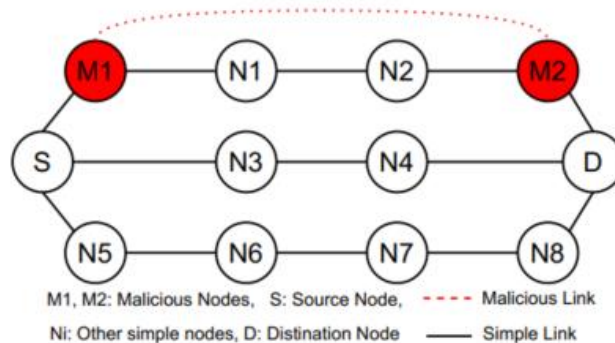 M1 N1 N2 M2
S N3 N4 D
N5 N6 N7 N8
M1, M2: Malicious Nodes, S: Source Node, Malicious Link
Ni: Other simple nodes, D: Distination Node Simple Link